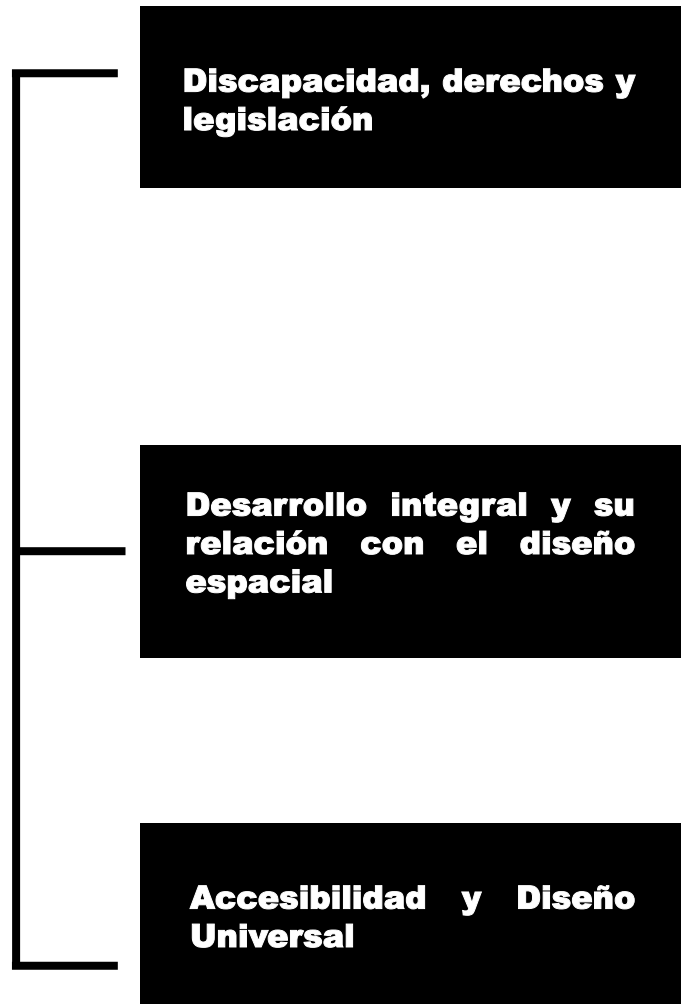 Discapacidad, derechos y
legislación
Desarrollo integral y su
relación con el diseño
espacial
Accesibilidad y Diseño
Universal